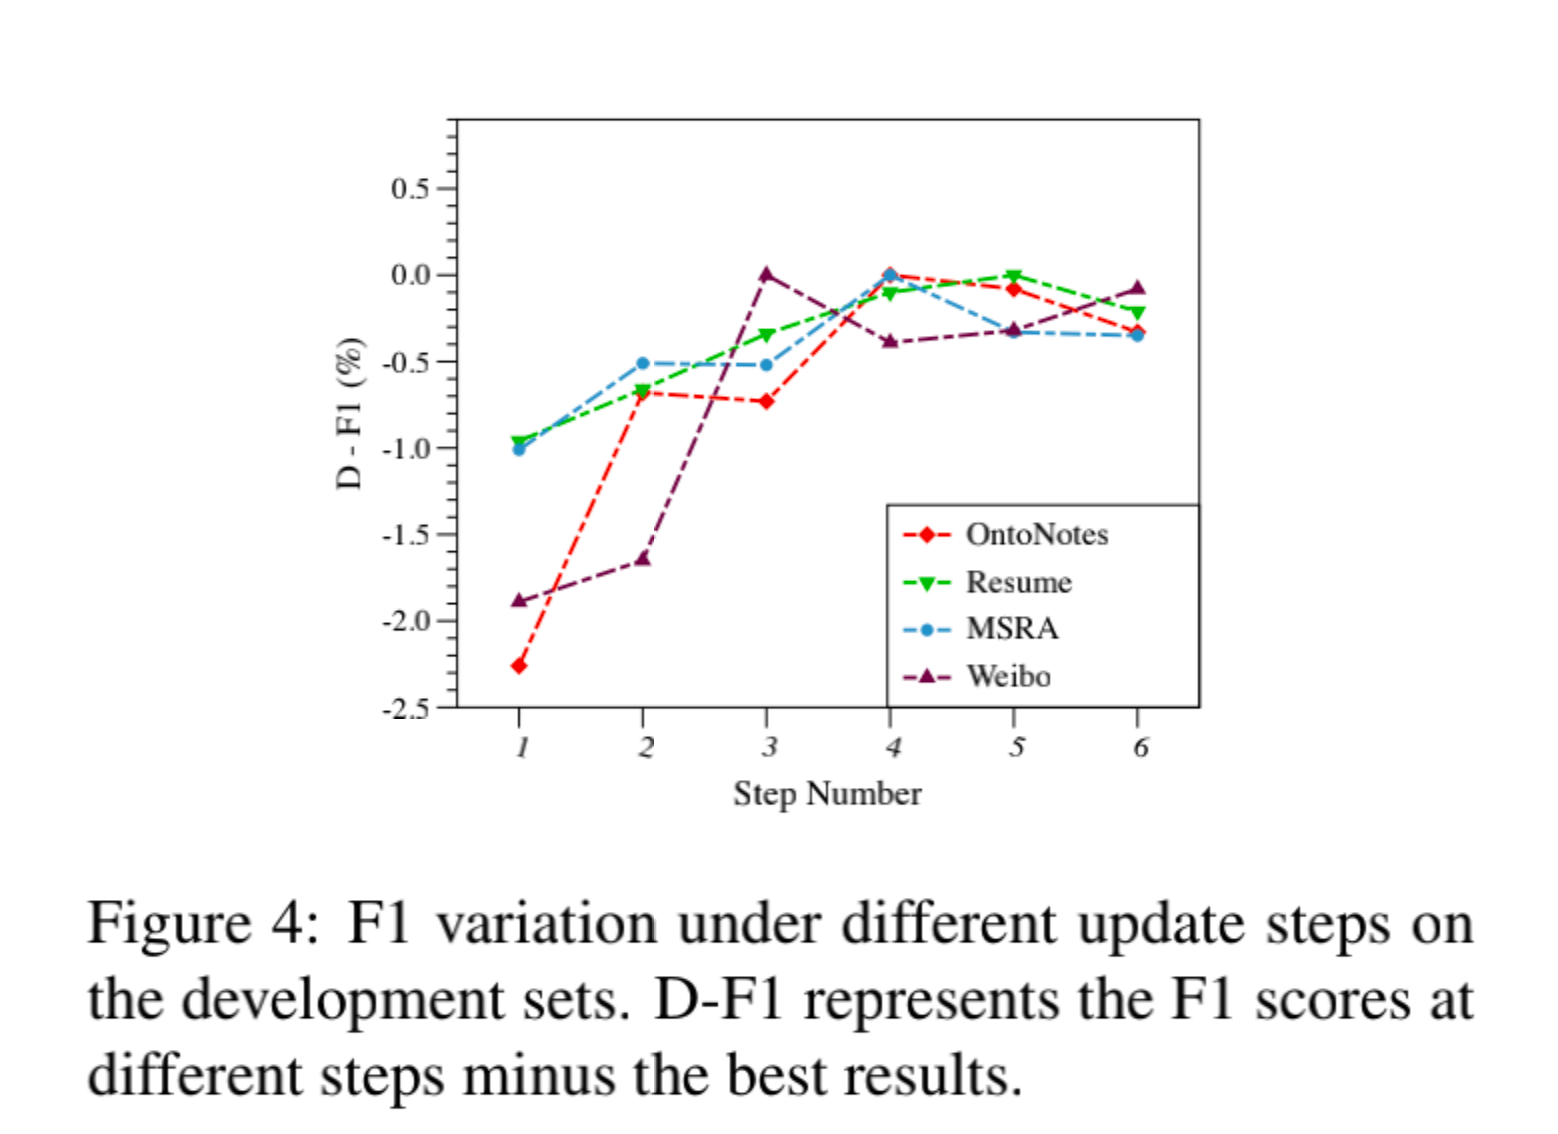 0.5
0.0
-0.5
-1.0
-1.5
-2.0
-2.5
D - F1 (%)
OntoNotes
Resume
MSRA
Weibo
1 2 3 4 5 6
Step Number
Figure 4: F1 variation under different update steps on
the development sets. D-F1 represents the F1 scores at
different steps minus the best results.